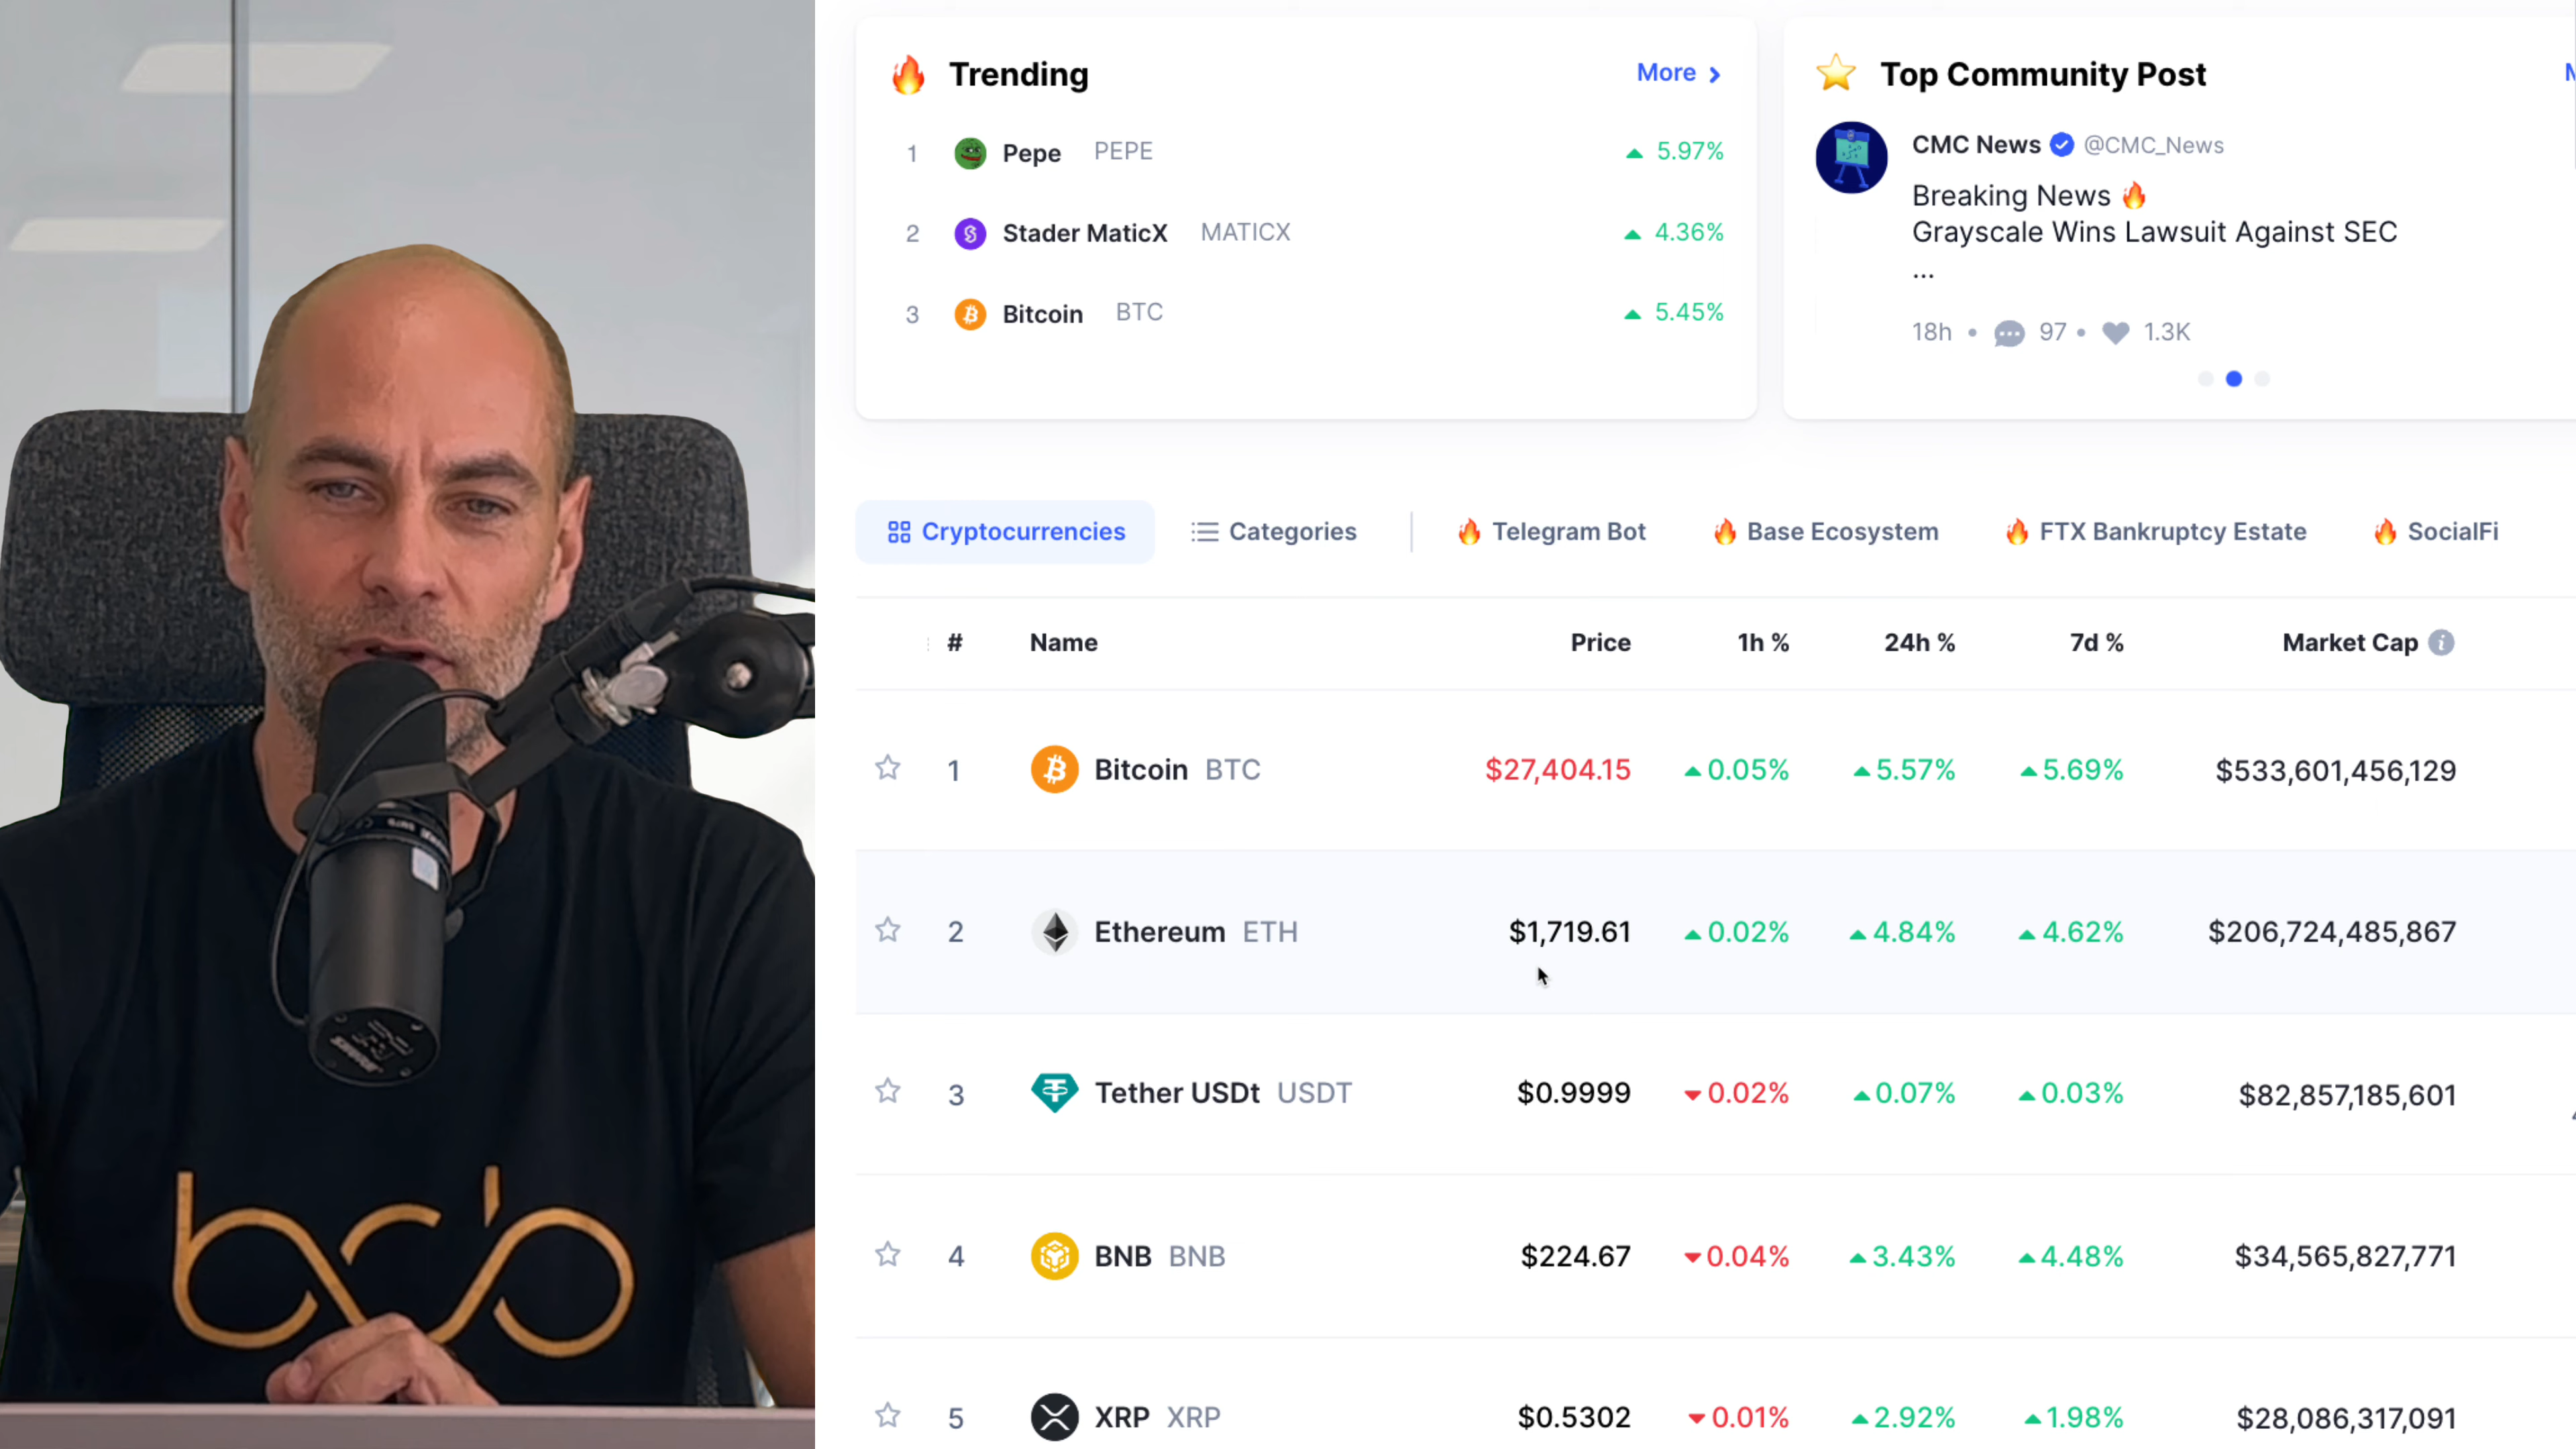 Trending
More
1 Pepe PEPE 5.97%
2 Stader MaticX MATICX 4.36%
3 Bitcoin BTC 5.45%
Top Community Post
CMC News @CMC_News
Breaking News 🔥
Grayscale Wins Lawsuit Against SEC
...
18h • 97 • 1.3K
Cryptocurrencies Categories 🔥 Telegram Bot 🔥 Base Ecosystem 🔥 FTX Bankruptcy Estate 🔥 SocialFi
# Name Price 1h % 24h % 7d % Market Cap
1 Bitcoin BTC $27,404.15 0.05% 5.57% 5.69% $533,601,456,129
2 Ethereum ETH $1,719.61 0.02% 4.84% 4.62% $206,724,485,867
3 Tether USDt USDT $0.9999 0.02% 0.07% 0.03% $82,857,185,601
4 BNB BNB $224.67 0.04% 3.43% 4.48% $34,565,827,771
5 XRP XRP $0.5302 0.01% 2.92% 1.98% $28,086,317,091
bcb